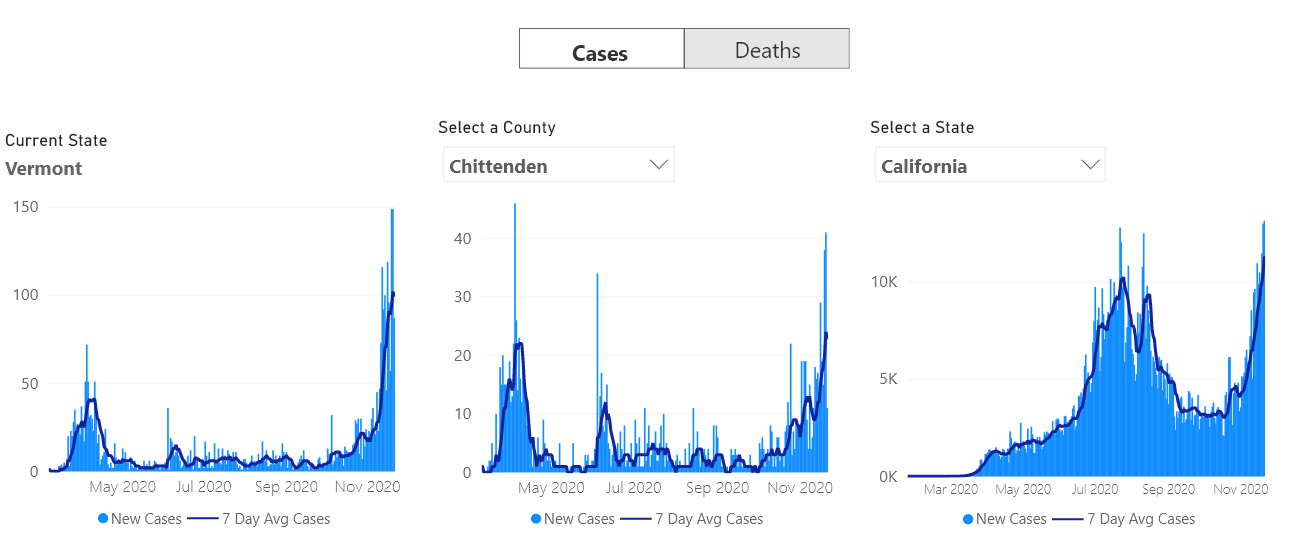 Cases Deaths
Current State
Vermont
150
100
50
0
May 2020 Jul 2020 Sep 2020 Nov 2020
New Cases 7 Day Avg Cases
Select a County
Chittenden
40
30
20
10
0
May 2020 Jul 2020 Sep 2020 Nov 2020
New Cases 7 Day Avg Cases
Select a State
California
10K
5K
0K
Mar 2020 May 2020 Jul 2020 Sep 2020 Nov 2020
New Cases 7 Day Avg Cases